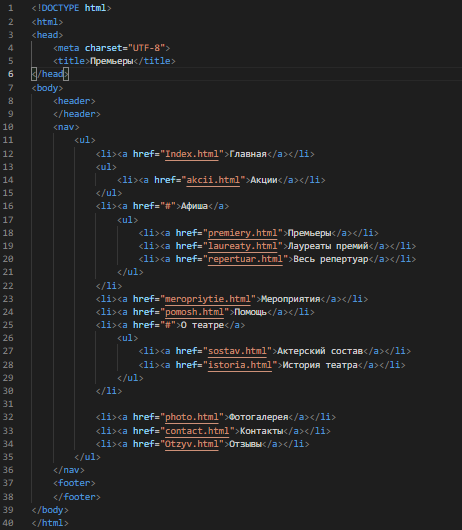 1 <!DOCTYPE html>
2 <html>
3 <head>
4 <meta charset="UTF-8">
5 <title>Премьеры</title>
6 </head>
7 <body>
8 <header>
9 </header>
10 <nav>
11 <ul>
12 <li><a href="Index.html">Главная</a></li>
13 <ul>
14 <li><a href="akcii.html">Акции</a></li>
15 </ul>
16 <li><a href="#">Афиша</a>
17 <ul>
18 <li><a href="premiery.html">Премьеры</a></li>
19 <li><a href="laureaty.html">Лауреаты премий</a></li>
20 <li><a href="repertuar.html">Весь репертуар</a></li>
21 </ul>
22 </li>
23 <li><a href="meropriytie.html">Мероприятия</a></li>
24 <li><a href="pomosh.html">Помощь</a></li>
25 <li><a href="#">О театре</a>
26 <ul>
27 <li><a href="sostav.html">Актерский состав</a></li>
28 <li><a href="istoria.html">История театра</a></li>
29 </ul>
30 </li>
31
32 <li><a href="photo.html">Фотогалерея</a></li>
33 <li><a href="contact.html">Контакты</a></li>
34 <li><a href="Otzyv.html">Отзывы</a></li>
35 </ul>
36 </nav>
37 <footer>
38 </footer>
39 </body>
40 </html>